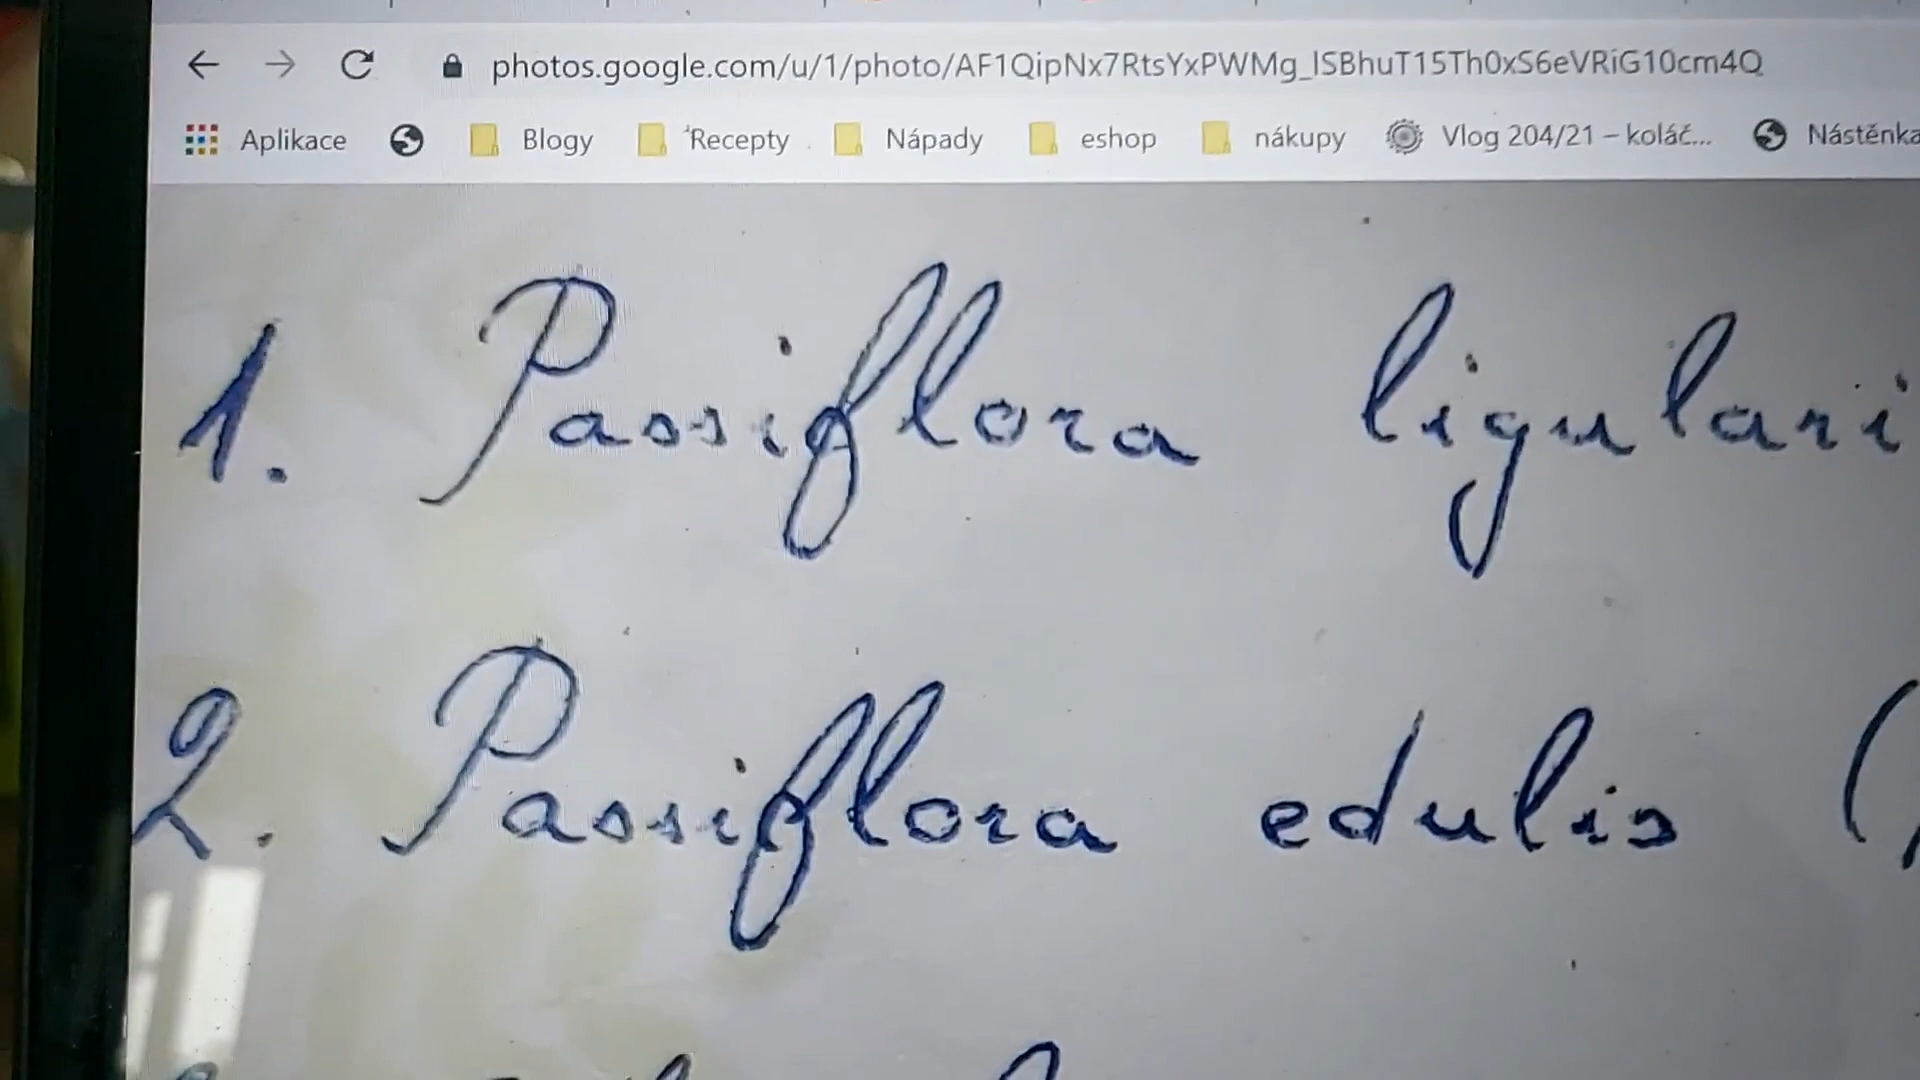 photos.google.com/u/1/photo/AF1QipNx7RtsYxPWMg_lSBhuT15Th0xS6eVRiG10cm4Q
Aplikace Blogy Recepty Nápady eshop nákupy Vlog 204/21 – koláč... Nástěnka
1. Passiflora ligulari
2. Passiflora edulis (